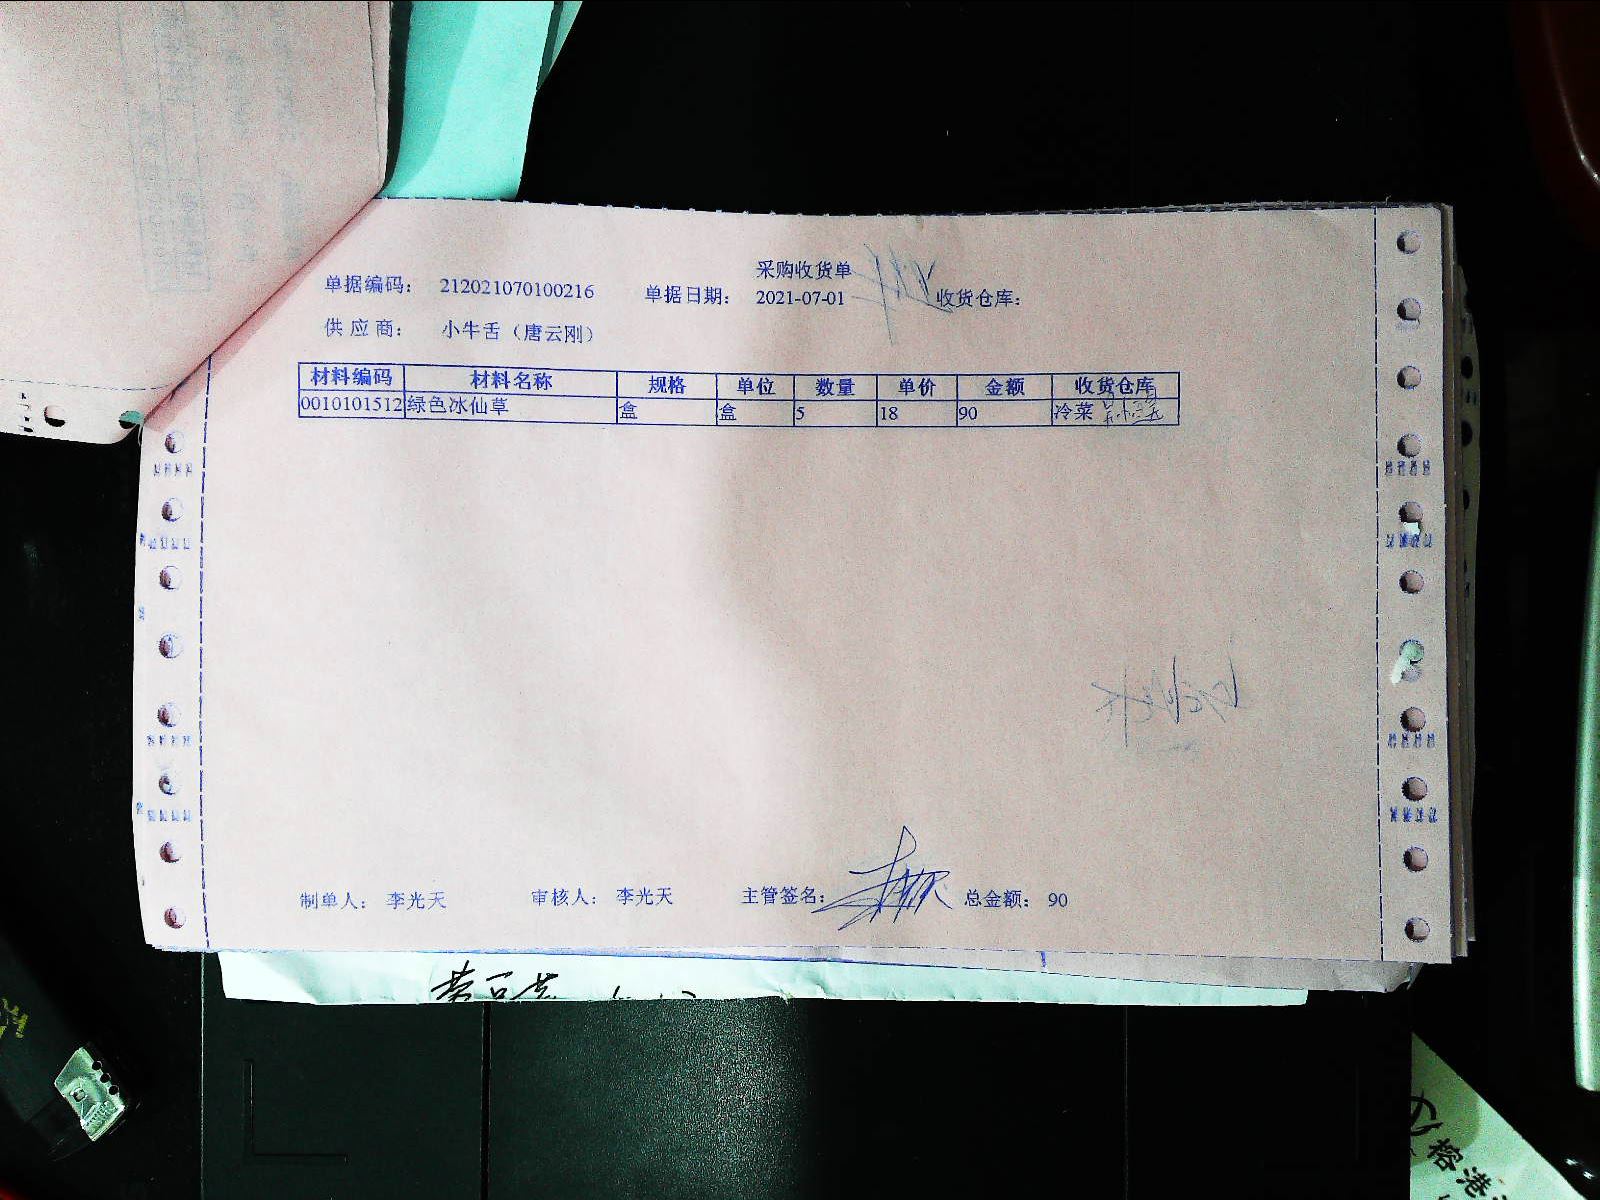 采购收货单
单据编码： 212021070100216 单据日期： 2021-07-01 收货仓库：
供 应 商： 小牛舌（唐云刚）
材料编码 材料名称 规格 单位 数量 单价 金额 收货仓库
0010101512 绿色冰仙草 盒 盒 5 18 90 冷菜
制单人： 李光天 审核人： 李光天 主管签名： 总金额： 90
榕港